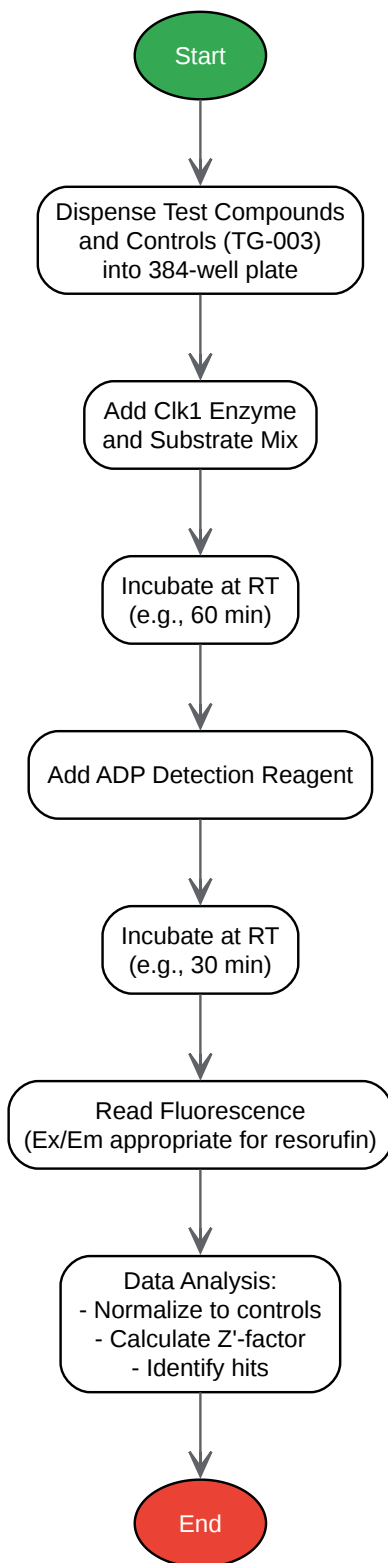 Start
Dispense Test Compounds
and Controls (TG-003)
into 384-well plate
Add Clk1 Enzyme
and Substrate Mix
Incubate at RT
(e.g., 60 min)
Add ADP Detection Reagent
Incubate at RT
(e.g., 30 min)
Read Fluorescence
(Ex/Em appropriate for resorufin)
Data Analysis:
- Normalize to controls
- Calculate Z'-factor
- Identify hits
End